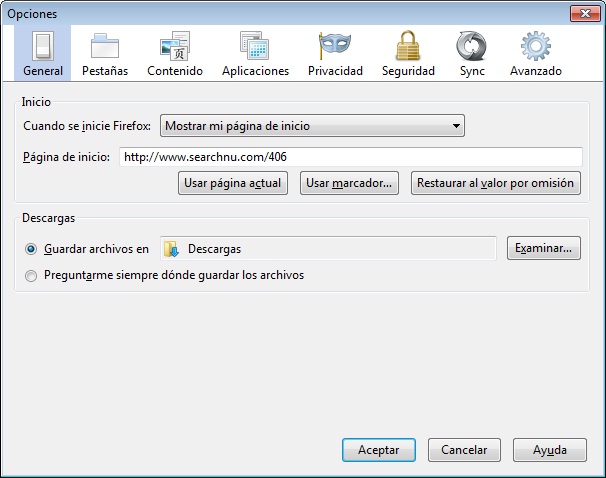 Opciones
General Pestañas Contenido Aplicaciones Privacidad Seguridad Sync Avanzado
Inicio
Cuando se inicie Firefox: Mostrar mi página de inicio
Página de inicio: http://www.searchnu.com/406
Usar página actual Usar marcador... Restaurar al valor por omisión
Descargas
Guardar archivos en Descargas Examinar...
Preguntarme siempre dónde guardar los archivos
Aceptar Cancelar Ayuda